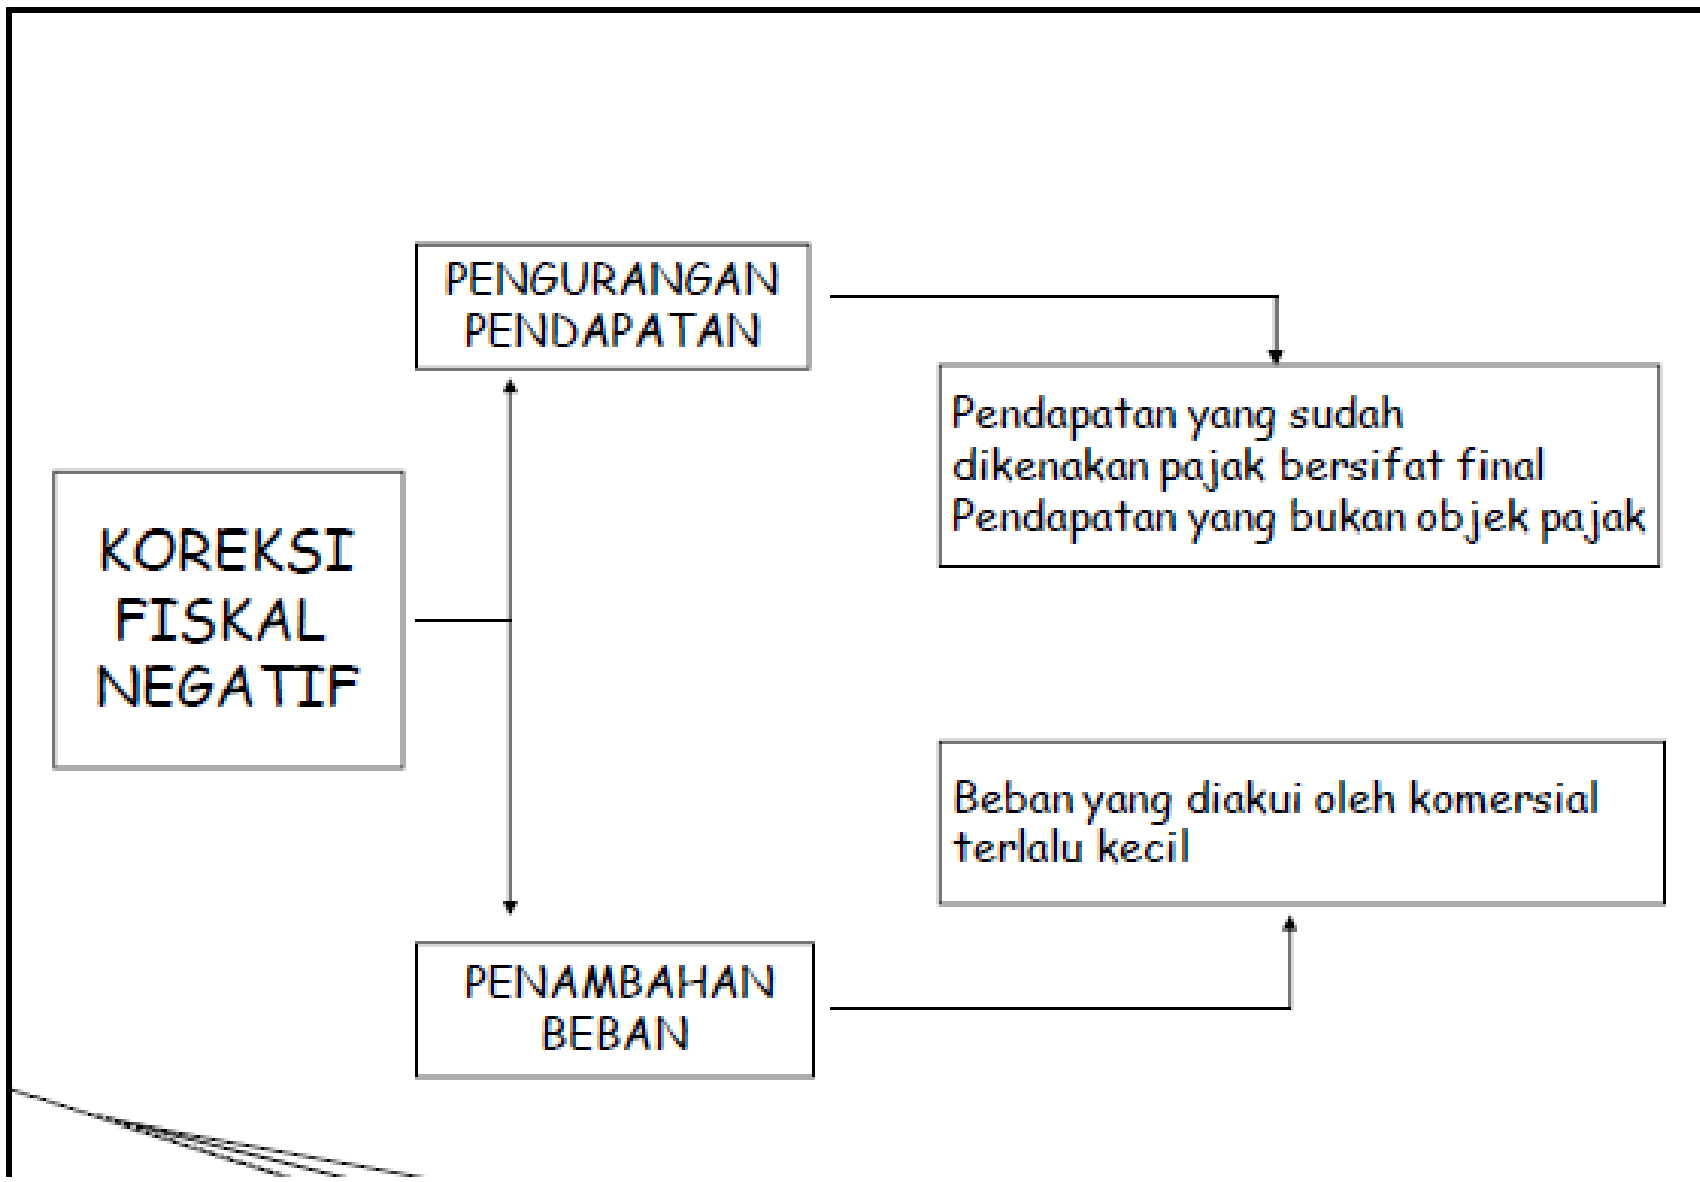 PENGURANGAN
PENDAPATAN
Pendapatan yang sudah
dikenakan pajak bersifat final
Pendapatan yang bukan objek pajak
KOREKSI
FISKAL
NEGATIF
Beban yang diakui oleh komersial
terlalu kecil
PENAMBAHAN
BEBAN